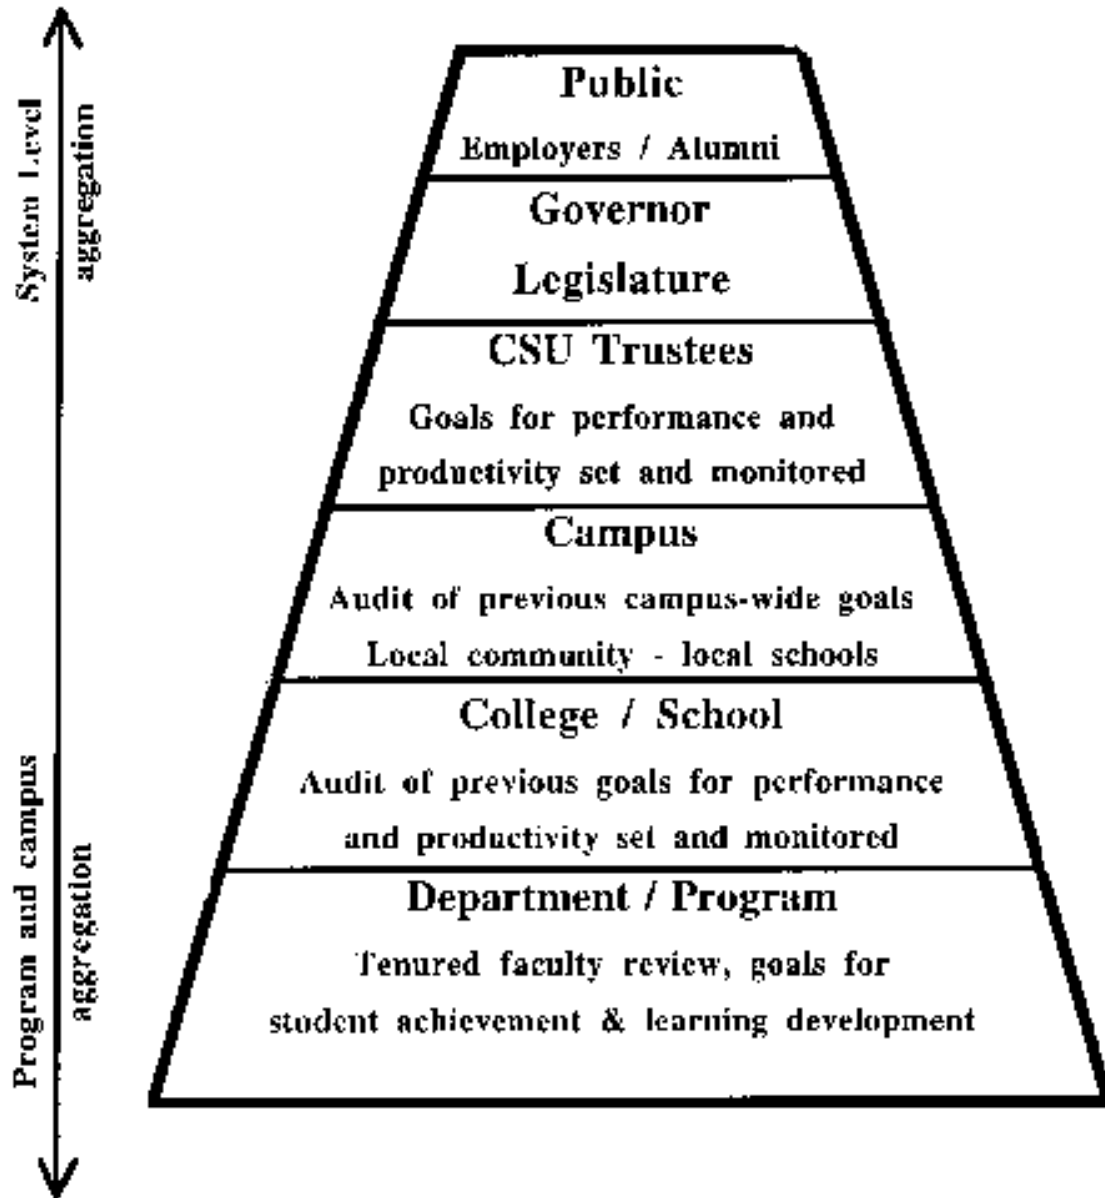 System Level
aggregation
Program and campus
aggregation
Public
Employers / Alumni
Governor
Legislature
CSU Trustees
Goals for performance and
productivity set and monitored
Campus
Audit of previous campus-wide goals
Local community - local schools
College / School
Audit of previous goals for performance
and productivity set and monitored
Department / Program
Tenured faculty review, goals for
student achievement & learning development